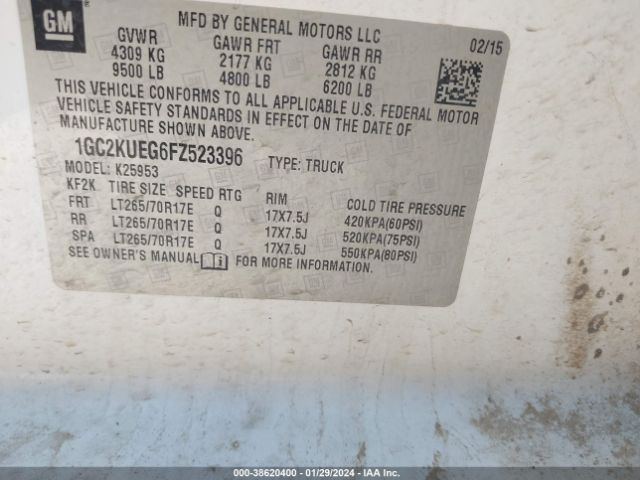 GM
MFD BY GENERAL MOTORS LLC
02/15
GVWR GAWR FRT GAWR RR
4309 KG 2177 KG 2812 KG
9500 LB 4800 LB 6200 LB
THIS VEHICLE CONFORMS TO ALL APPLICABLE U.S. FEDERAL MOTOR
VEHICLE SAFETY STANDARDS IN EFFECT ON THE DATE OF
MANUFACTURE SHOWN ABOVE.
1GC2KUEG6FZ523396 TYPE: TRUCK
MODEL: K25953
KF2K TIRE SIZE SPEED RTG RIM COLD TIRE PRESSURE
FRT LT265/70R17E Q 17X7.5J 420KPA(60PSI)
RR LT265/70R17E Q 17X7.5J 520KPA(75PSI)
SPA LT265/70R17E Q 17X7.5J 550KPA(80PSI)
SEE OWNER'S MANUAL i FOR MORE INFORMATION.
000-38620400 - 01/29/2024 - IAA Inc.